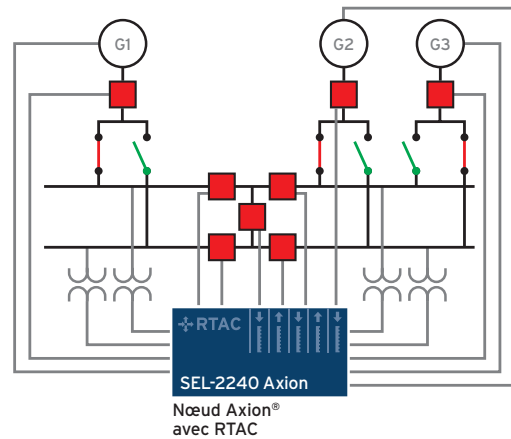 G1
G2
G3
RTAC
SEL-2240 Axion
Nœud Axion®
avec RTAC